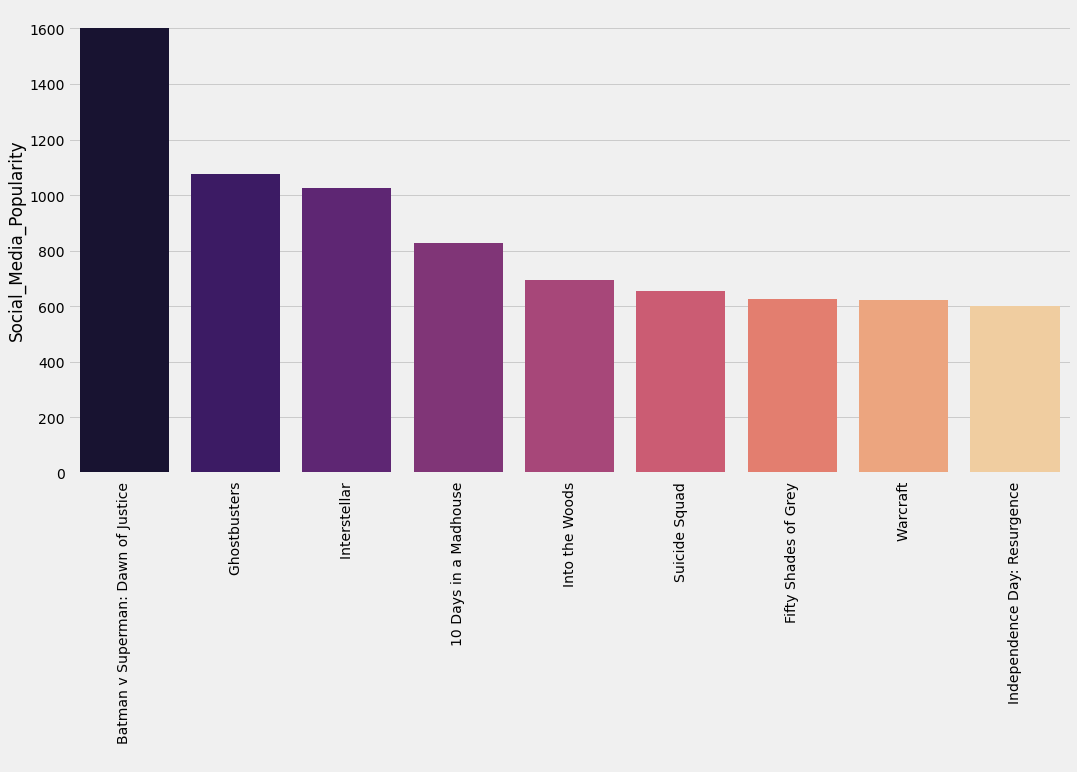 Social_Media_Popularity
1600
1400
1200
1000
800
600
400
200
0
Batman v Superman: Dawn of Justice
Ghostbusters
Interstellar
10 Days in a Madhouse
Into the Woods
Suicide Squad
Fifty Shades of Grey
Warcraft
Independence Day: Resurgence